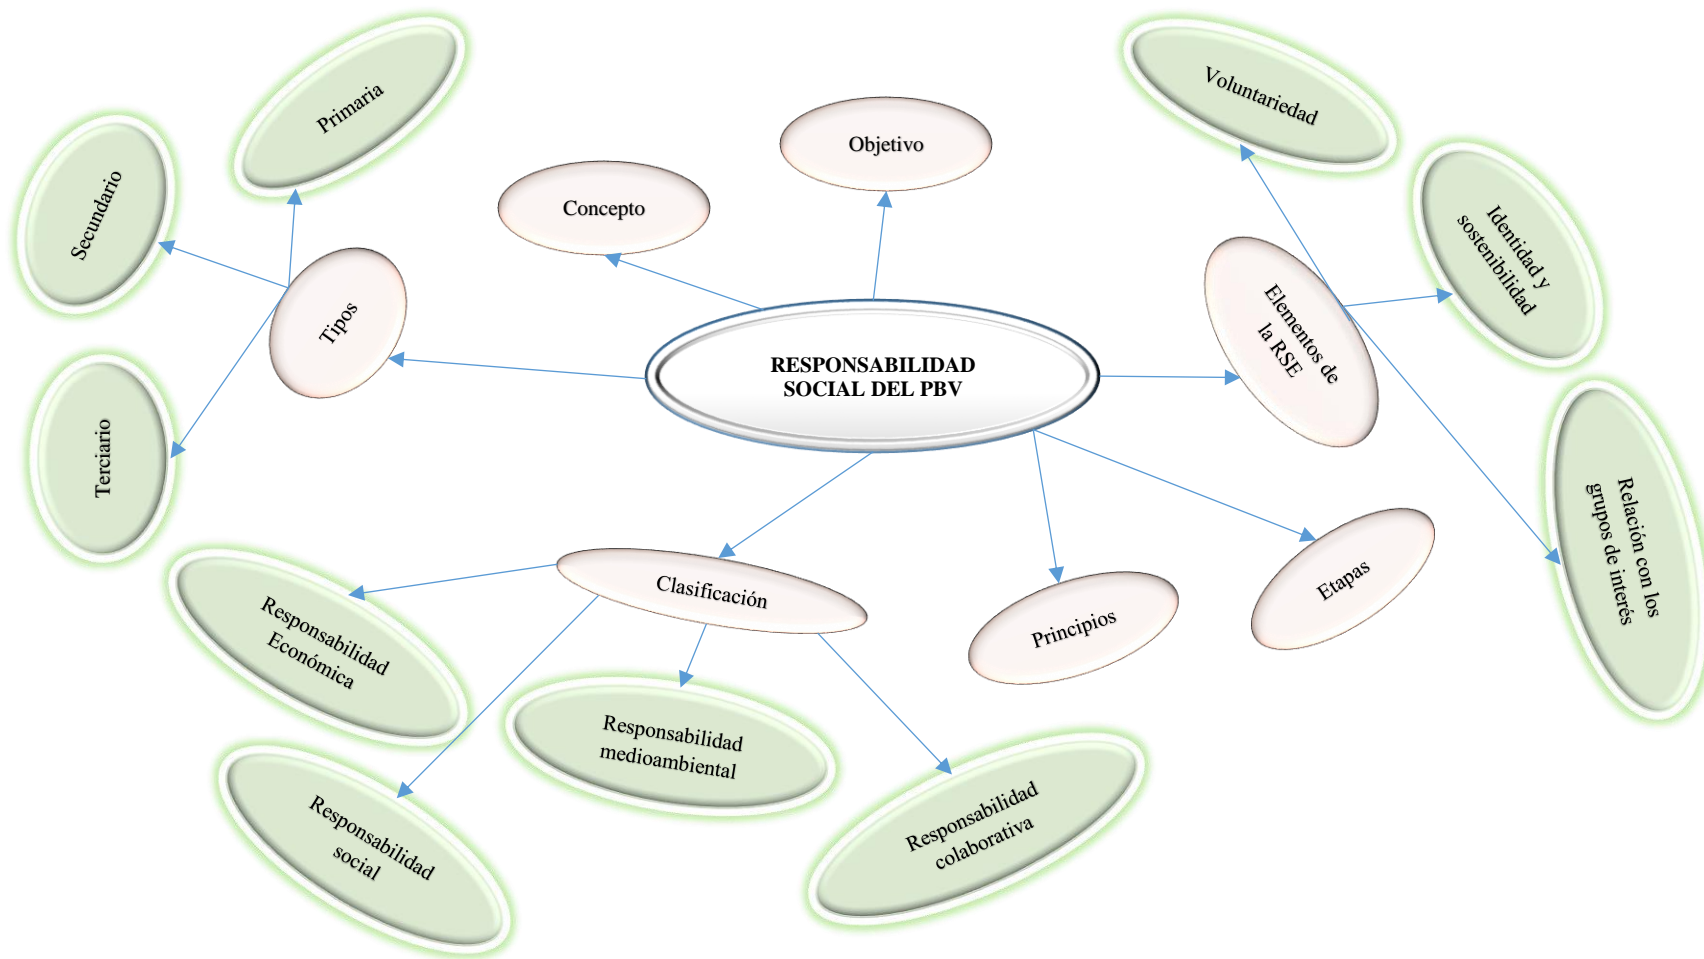 Primaria
Secundario
Terciario
Tipos
Concepto
Objetivo
RESPONSABILIDAD
SOCIAL DEL PBV
Voluntariedad
Identidad y
sostenibilidad
Elementos de
la RSE
Relación con los
grupos de interés
Etapas
Principios
Clasificación
Responsabilidad
Económica
Responsabilidad
social
Responsabilidad
medioambiental
Responsabilidad
colaborativa